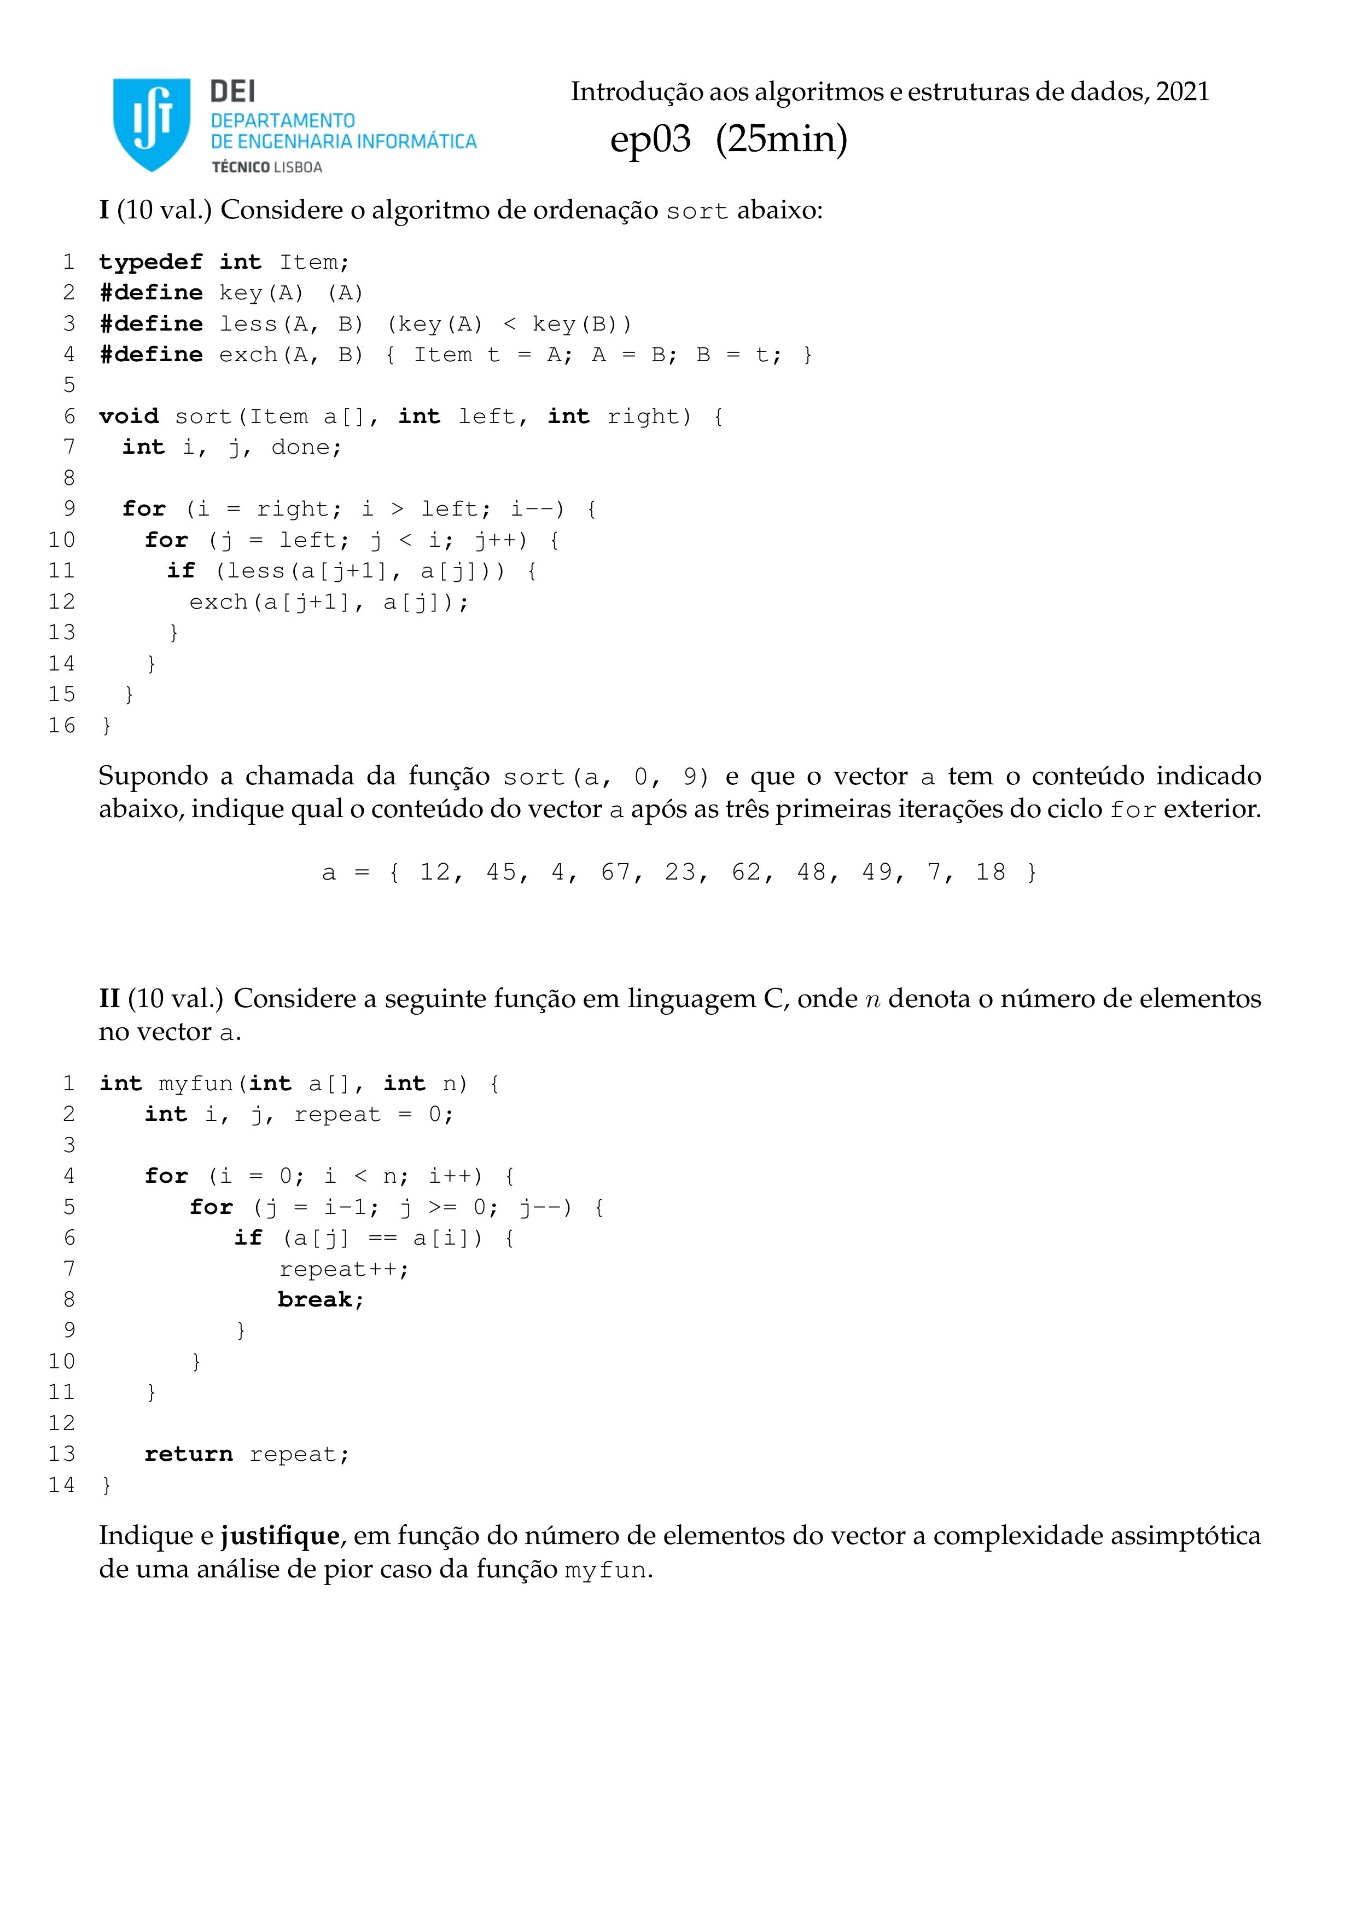 DEI
DEPARTAMENTO
DE ENGENHARIA INFORMÁTICA
TÉCNICO LISBOA
Introdução aos algoritmos e estruturas de dados, 2021
ep03 (25min)
I (10 val.) Considere o algoritmo de ordenação sort abaixo:
1 typedef int Item;
2 #define key(A) (A)
3 #define less(A, B) (key(A) < key(B))
4 #define exch(A, B) { Item t = A; A = B; B = t; }
5
6 void sort(Item a[], int left, int right) {
7 int i, j, done;
8
9 for (i = right; i > left; i--) {
10 for (j = left; j < i; j++) {
11 if (less(a[j+1], a[j])) {
12 exch(a[j+1], a[j]);
13 }
14 }
15 }
16 }
Supondo a chamada da função sort(a, 0, 9) e que o vector a tem o conteúdo indicado
abaixo, indique qual o conteúdo do vector a após as três primeiras iterações do ciclo for exterior.
a = { 12, 45, 4, 67, 23, 62, 48, 49, 7, 18 }
II (10 val.) Considere a seguinte função em linguagem C, onde n denota o número de elementos
no vector a.
1 int myfun(int a[], int n) {
2 int i, j, repeat = 0;
3
4 for (i = 0; i < n; i++) {
5 for (j = i-1; j >= 0; j--) {
6 if (a[j] == a[i]) {
7 repeat++;
8 break;
9 }
10 }
11 }
12
13 return repeat;
14 }
Indique e justifique, em função do número de elementos do vector a complexidade assimptótica
de uma análise de pior caso da função myfun.